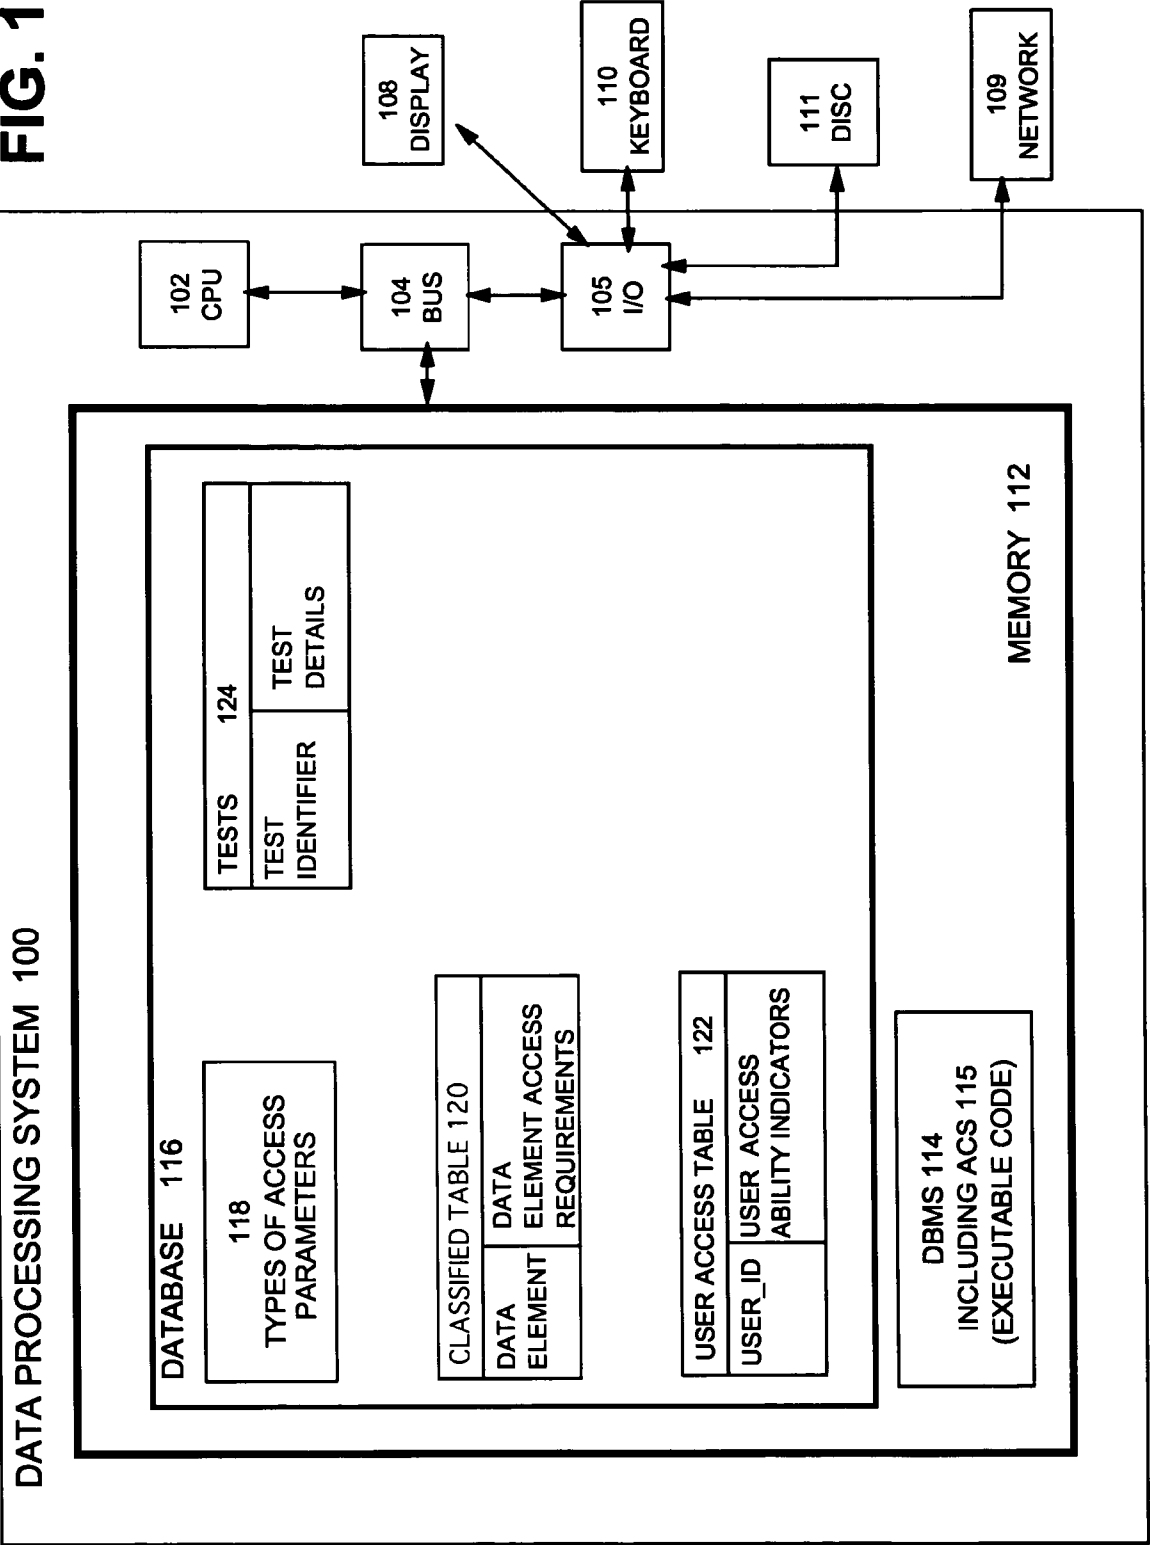 FIG. 1
DATA PROCESSING SYSTEM 100
DATABASE 116
118
TYPES OF ACCESS
PARAMETERS
TESTS 124
TEST
IDENTIFIER
TEST
DETAILS
CLASSIFIED TABLE 120
DATA
ELEMENT
DATA
ELEMENT ACCESS
REQUIREMENTS
USER ACCESS TABLE 122
USER_ID
USER ACCESS
ABILITY INDICATORS
DBMS 114
INCLUDING ACS 115
(EXECUTABLE CODE)
MEMORY 112
102
CPU
104
BUS
105
I/O
108
DISPLAY
110
KEYBOARD
111
DISC
109
NETWORK